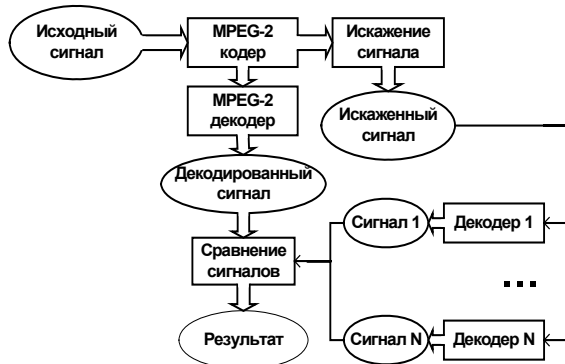 Исходный
сигнал
MPEG-2
кодер
Искажение
сигнала
MPEG-2
декодер
Искаженный
сигнал
Декодированный
сигнал
Сигнал 1
Декодер 1
Сравнение
сигналов
...
Результат
Сигнал N
Декодер N